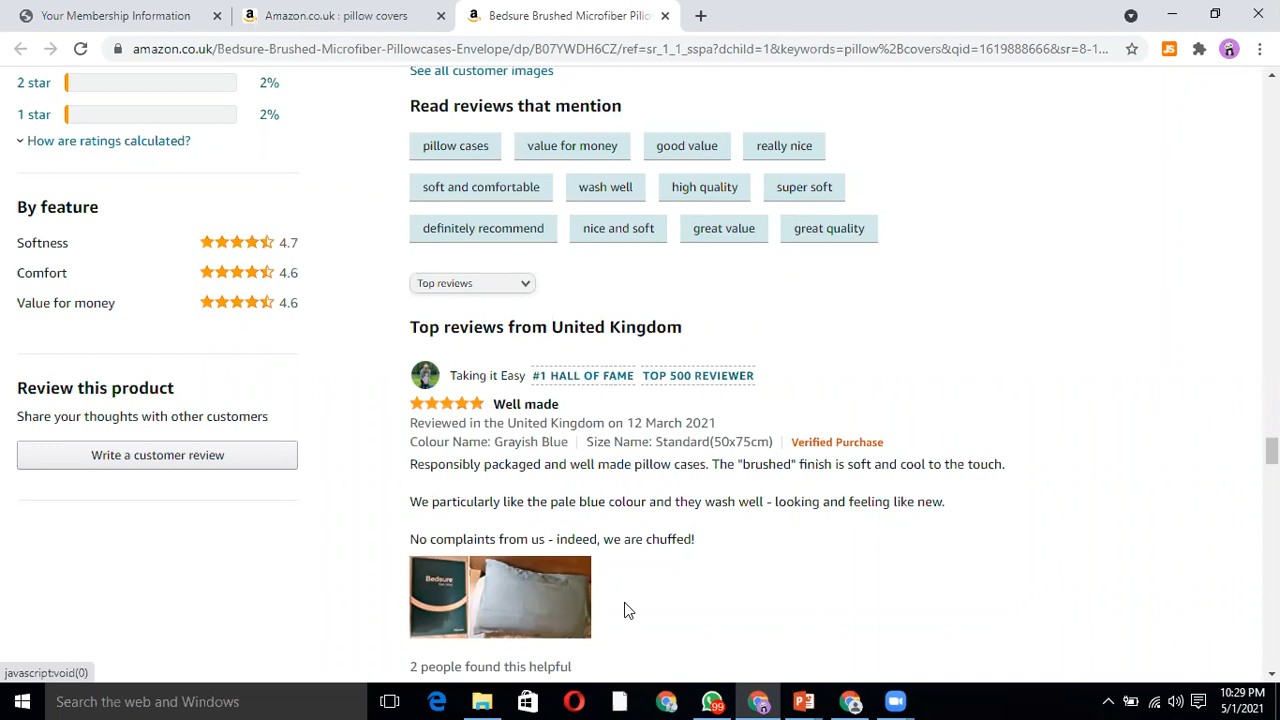 Your Membership Information
Amazon.co.uk : pillow covers
Bedsure Brushed Microfiber Pillo
amazon.co.uk/Bedsure-Brushed-Microfiber-Pillowcases-Envelope/dp/B07YWDH6CZ/ref=sr_1_1_sspa?dchild=1&keywords=pillow%2Bcovers&qid=1619888666&sr=8-1...
JS
2 star 2%
1 star 2%
How are ratings calculated?
By feature
Softness 4.7
Comfort 4.6
Value for money 4.6
Review this product
Share your thoughts with other customers
Write a customer review
See all customer images
Read reviews that mention
pillow cases value for money good value really nice
soft and comfortable wash well high quality super soft
definitely recommend nice and soft great value great quality
Top reviews
Top reviews from United Kingdom
Taking it Easy #1 HALL OF FAME TOP 500 REVIEWER
Well made
Reviewed in the United Kingdom on 12 March 2021
Colour Name: Grayish Blue Size Name: Standard(50x75cm) Verified Purchase
Responsibly packaged and well made pillow cases. The "brushed" finish is soft and cool to the touch.
We particularly like the pale blue colour and they wash well - looking and feeling like new.
No complaints from us - indeed, we are chuffed!
Bedsure
2 people found this helpful
javascript:void(0)
Search the web and Windows
99
10:29 PM
5/1/2021